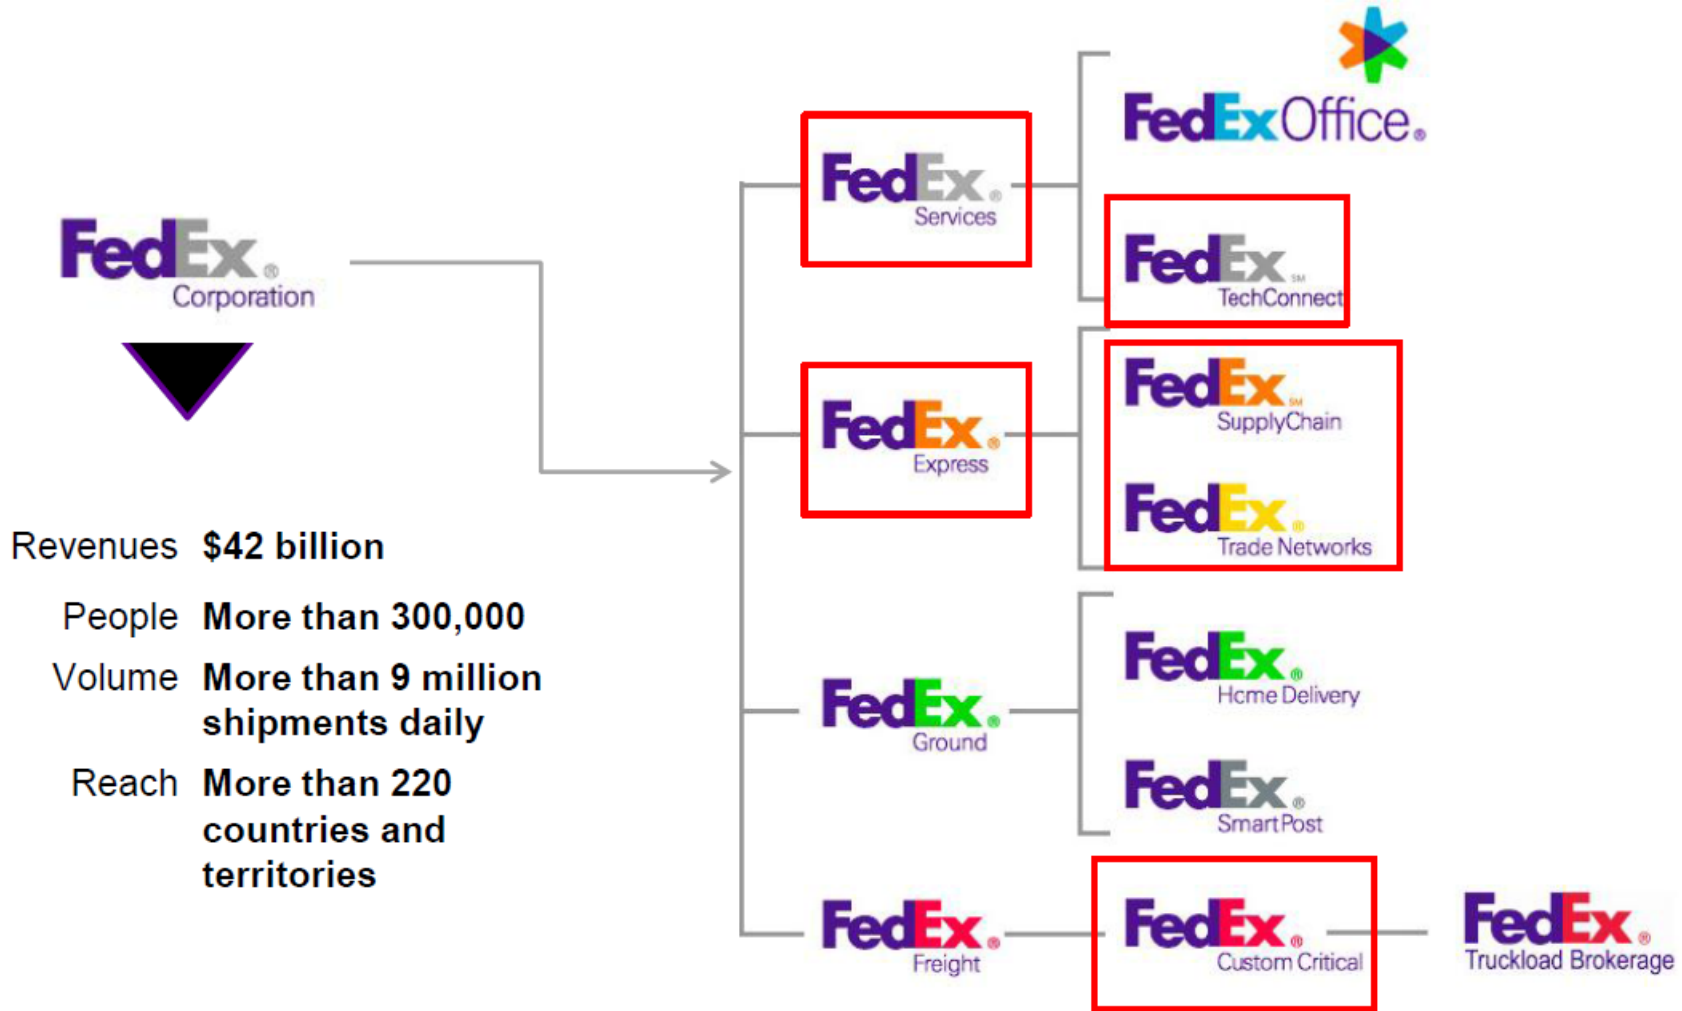 FedEx®
Corporation
Revenues $42 billion
People More than 300,000
Volume More than 9 million
shipments daily
Reach More than 220
countries and
territories
FedEx®
Services
FedEx Office®
FedEx SM
TechConnect
FedEx®
Express
FedEx SM
SupplyChain
FedEx®
Trade Networks
FedEx®
Ground
FedEx®
Home Delivery
FedEx®
SmartPost
FedEx®
Freight
FedEx®
Custom Critical
FedEx®
Truckload Brokerage